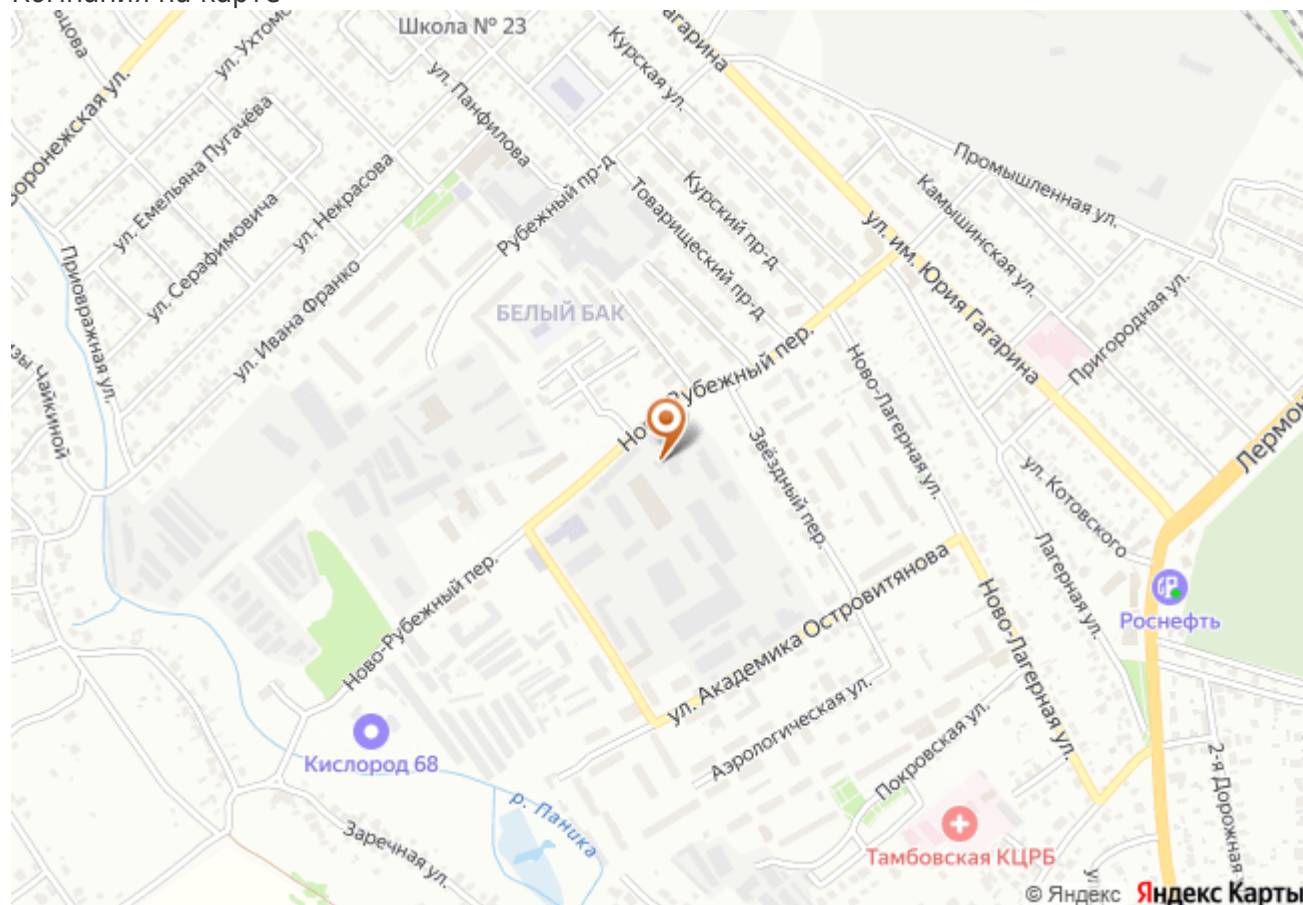 Компания на карте
Школа № 23
Гагарина
Курская ул.
ул. Панфилова
Воронежская ул.
ул. Емельяна Пугачёва
ул. Серафимовича
ул. Некрасова
ул. Ивана Франко
Приовражная ул.
Чайкиной
Рубежный пр-д
Товарищеский пр-д
Курский пр-д
Промышленная ул.
Камышинская ул.
ул. им. Юрия Гагарина
Пригородная ул.
БЕЛЫЙ БАК
Рубежный пер.
Ново-Лагерная ул.
Звёздный пер.
ул. Котовского
Лагерная ул.
Роснефть
Ново-Рубежный пер.
ул. Академика Островитянова
Ново-Лагерная ул.
Аэрологическая ул.
Покровская ул.
2-я Дорожная
Кислород 68
р. Паника
Заречная ул.
Тамбовская КЦРБ
© Яндекс Яндекс Карты